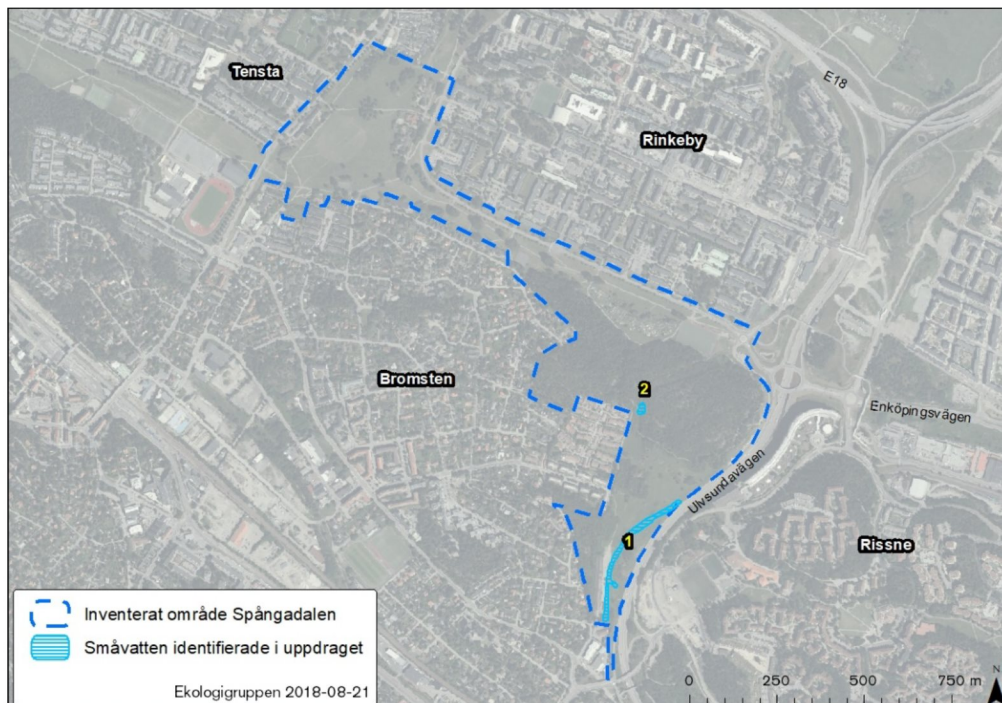 Tensta
E18
Rinkeby
Bromsten
2
Enköpingsvägen
Ulvsundavägen
1
Rissne
Inventerat område Spångadalen
Småvatten identifierade i uppdraget
Ekologigruppen 2018-08-21
0 250 500 750 m
N